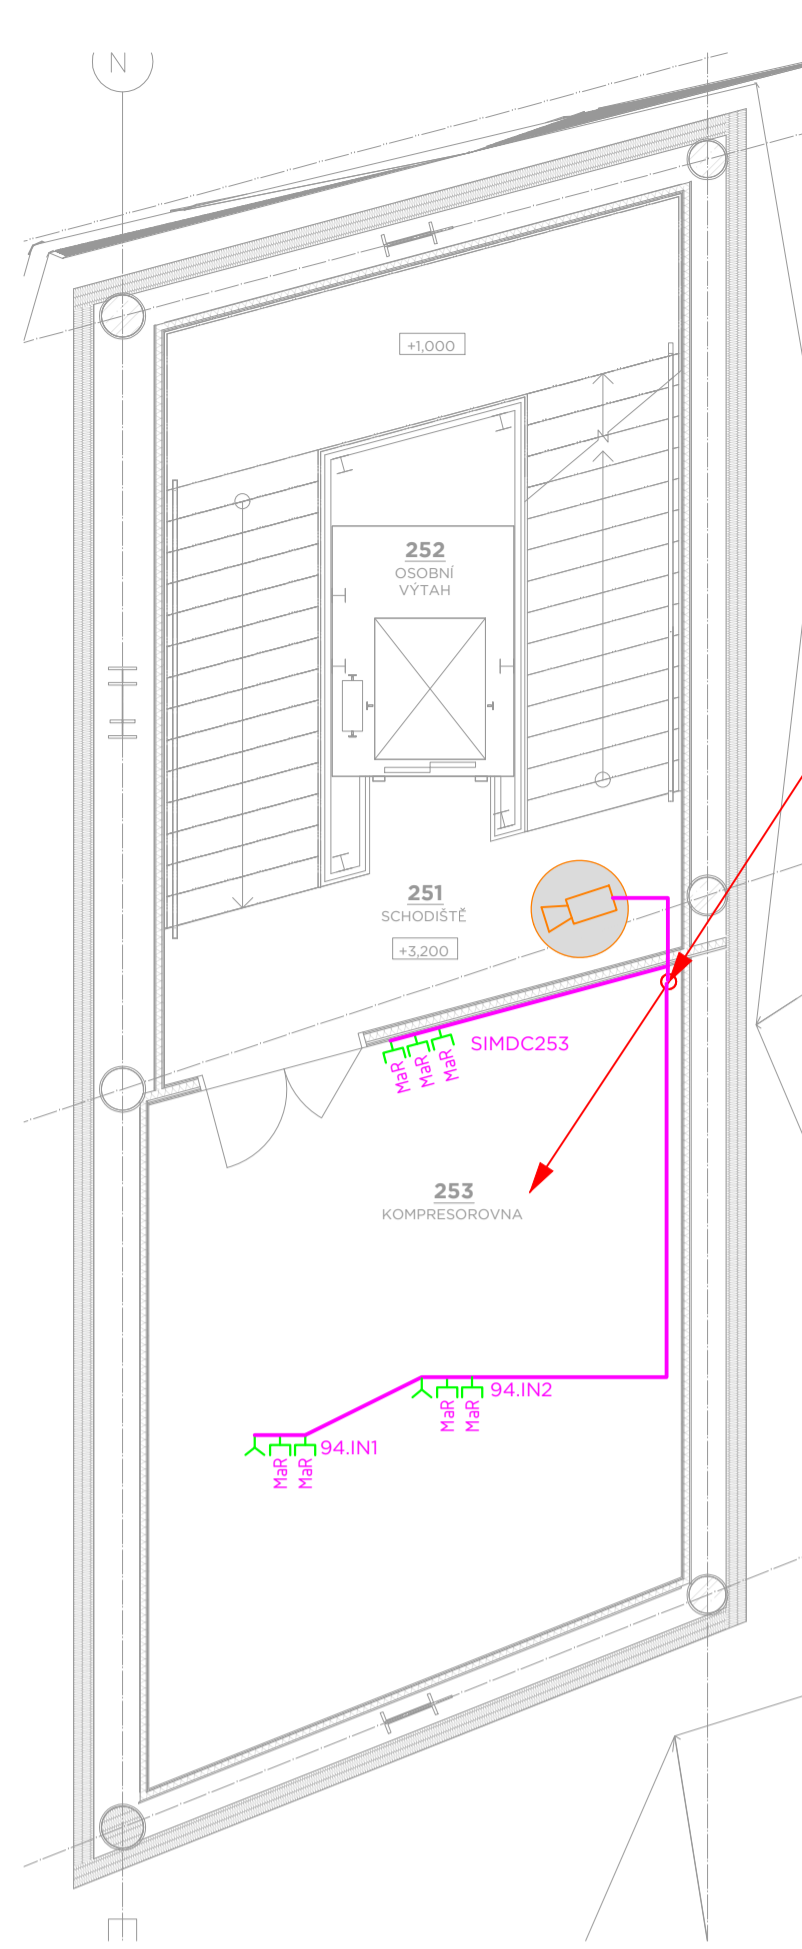 N
+1,000
N
252
OSOBNÍ
VÝTAH
251
SCHODIŠTĚ
+3,200
SIMDC253
MaR
MaR
MaR
253
KOMPRESOROVNA
94.IN2
MaR
MaR
94.IN1
MaR
MaR